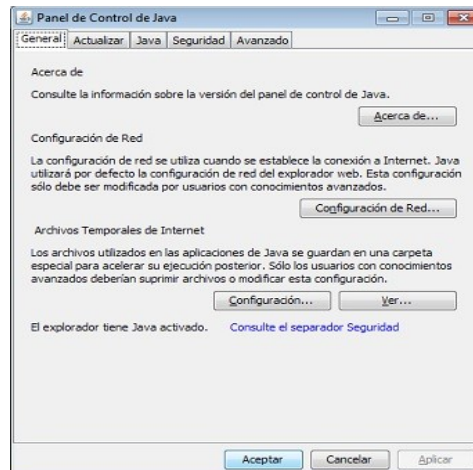 Panel de Control de Java
General Actualizar Java Seguridad Avanzado
Acerca de
Consulte la información sobre la versión del panel de control de Java.
Acerca de...
Configuración de Red
La configuración de red se utiliza cuando se establece la conexión a Internet. Java
utilizará por defecto la configuración de red del explorador web. Esta configuración
sólo debe ser modificada por usuarios con conocimientos avanzados.
Configuración de Red...
Archivos Temporales de Internet
Los archivos utilizados en las aplicaciones de Java se guardan en una carpeta
especial para acelerar su ejecución posterior. Sólo los usuarios con conocimientos
avanzados deberían suprimir archivos o modificar esta configuración.
Configuración... Ver...
El explorador tiene Java activado. Consulte el separador Seguridad
Aceptar Cancelar Aplicar